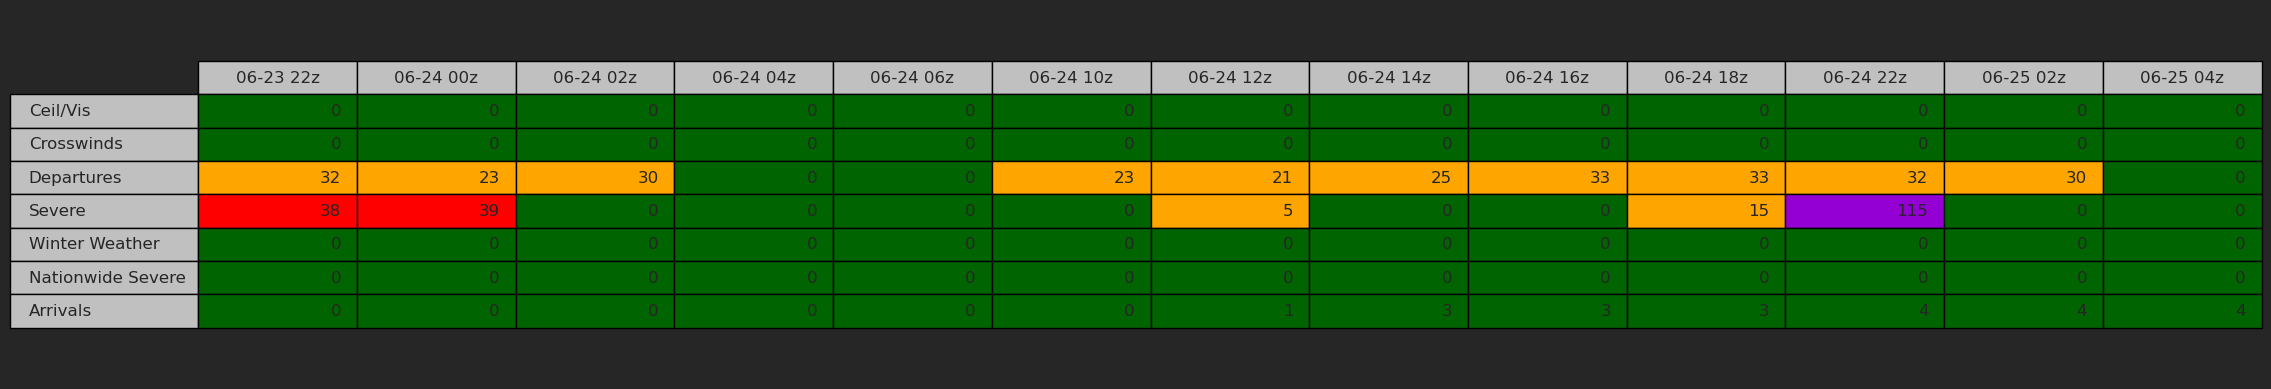 06-23 22z 06-24 00z 06-24 02z 06-24 04z 06-24 06z 06-24 10z 06-24 12z 06-24 14z 06-24 16z 06-24 18z 06-24 22z 06-25 02z 06-25 04z
Ceil/Vis 0 0 0 0 0 0 0 0 0 0 0 0 0
Crosswinds 0 0 0 0 0 0 0 0 0 0 0 0 0
Departures 32 23 30 0 0 23 21 25 33 33 32 30 0
Severe 38 39 0 0 0 0 5 0 0 15 115 0 0
Winter Weather 0 0 0 0 0 0 0 0 0 0 0 0 0
Nationwide Severe 0 0 0 0 0 0 0 0 0 0 0 0 0
Arrivals 0 0 0 0 0 0 1 3 3 3 4 4 4